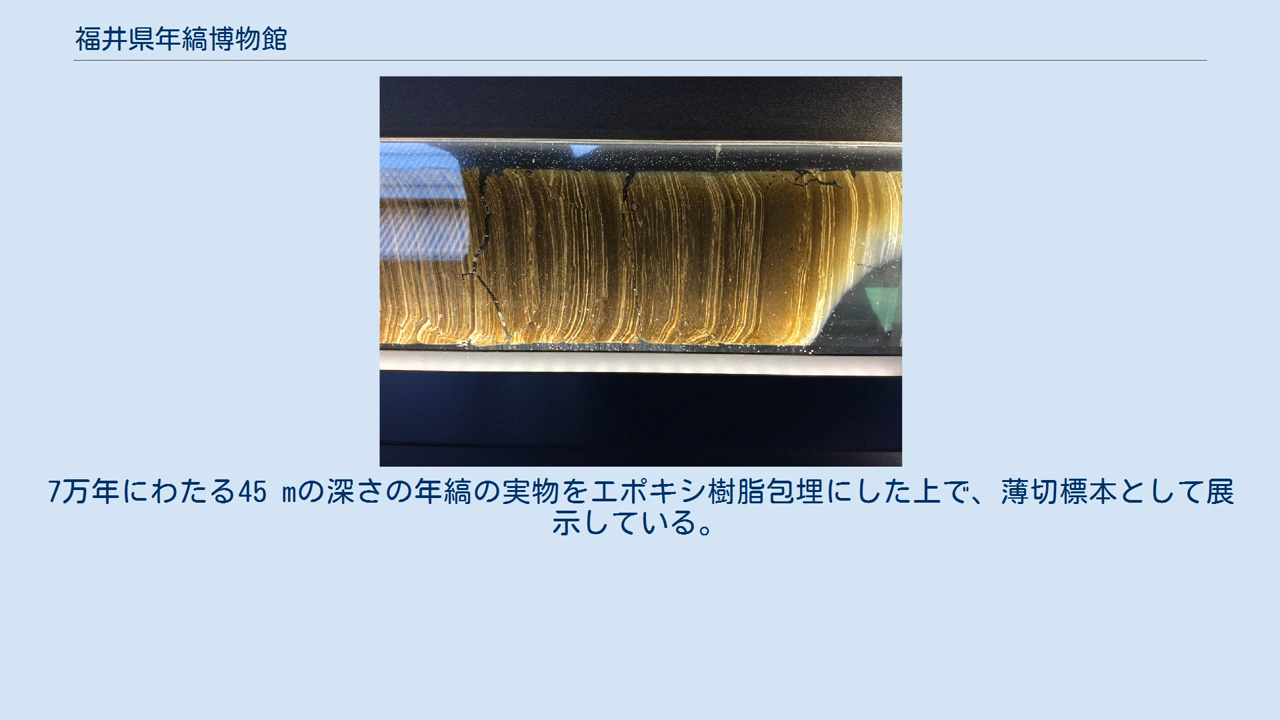 福井県年縞博物館
7万年にわたる45 mの深さの年縞の実物をエポキシ樹脂包埋にした上で、薄切標本として展
示している。